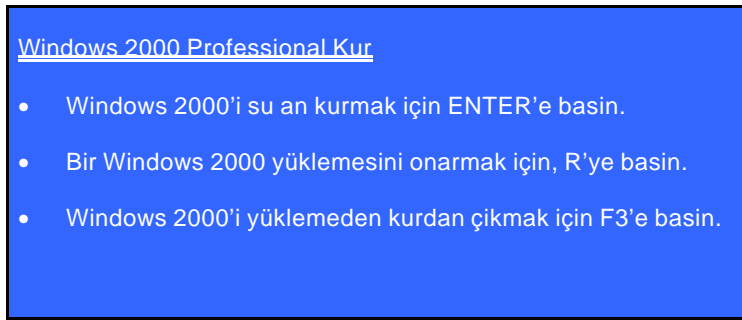 Windows 2000 Professional Kur
• Windows 2000’i su an kurmak için ENTER’e basin.
• Bir Windows 2000 yüklemesini onarmak için, R’ye basin.
• Windows 2000’i yüklemeden kurdan çikmak için F3’e basin.